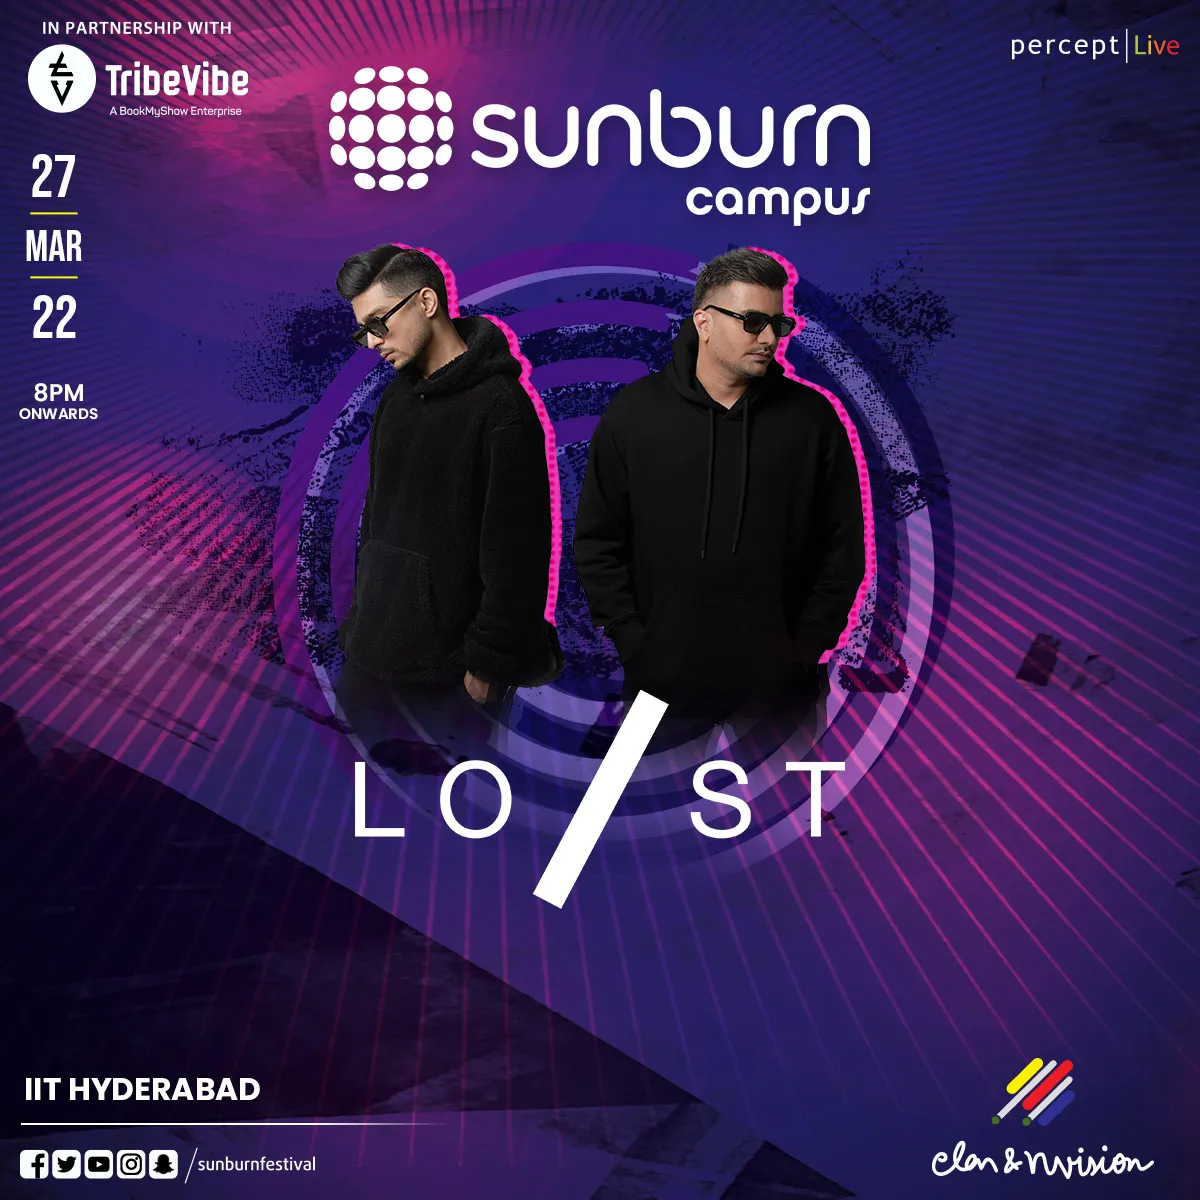 IN PARTNERSHIP WITH
TribeVibe
A BookMyShow Enterprise
percept|Live
sunburn
campus
27
MAR
22
8PM
ONWARDS
LO/ST
IIT HYDERABAD
/sunburnfestival
elan & nvision